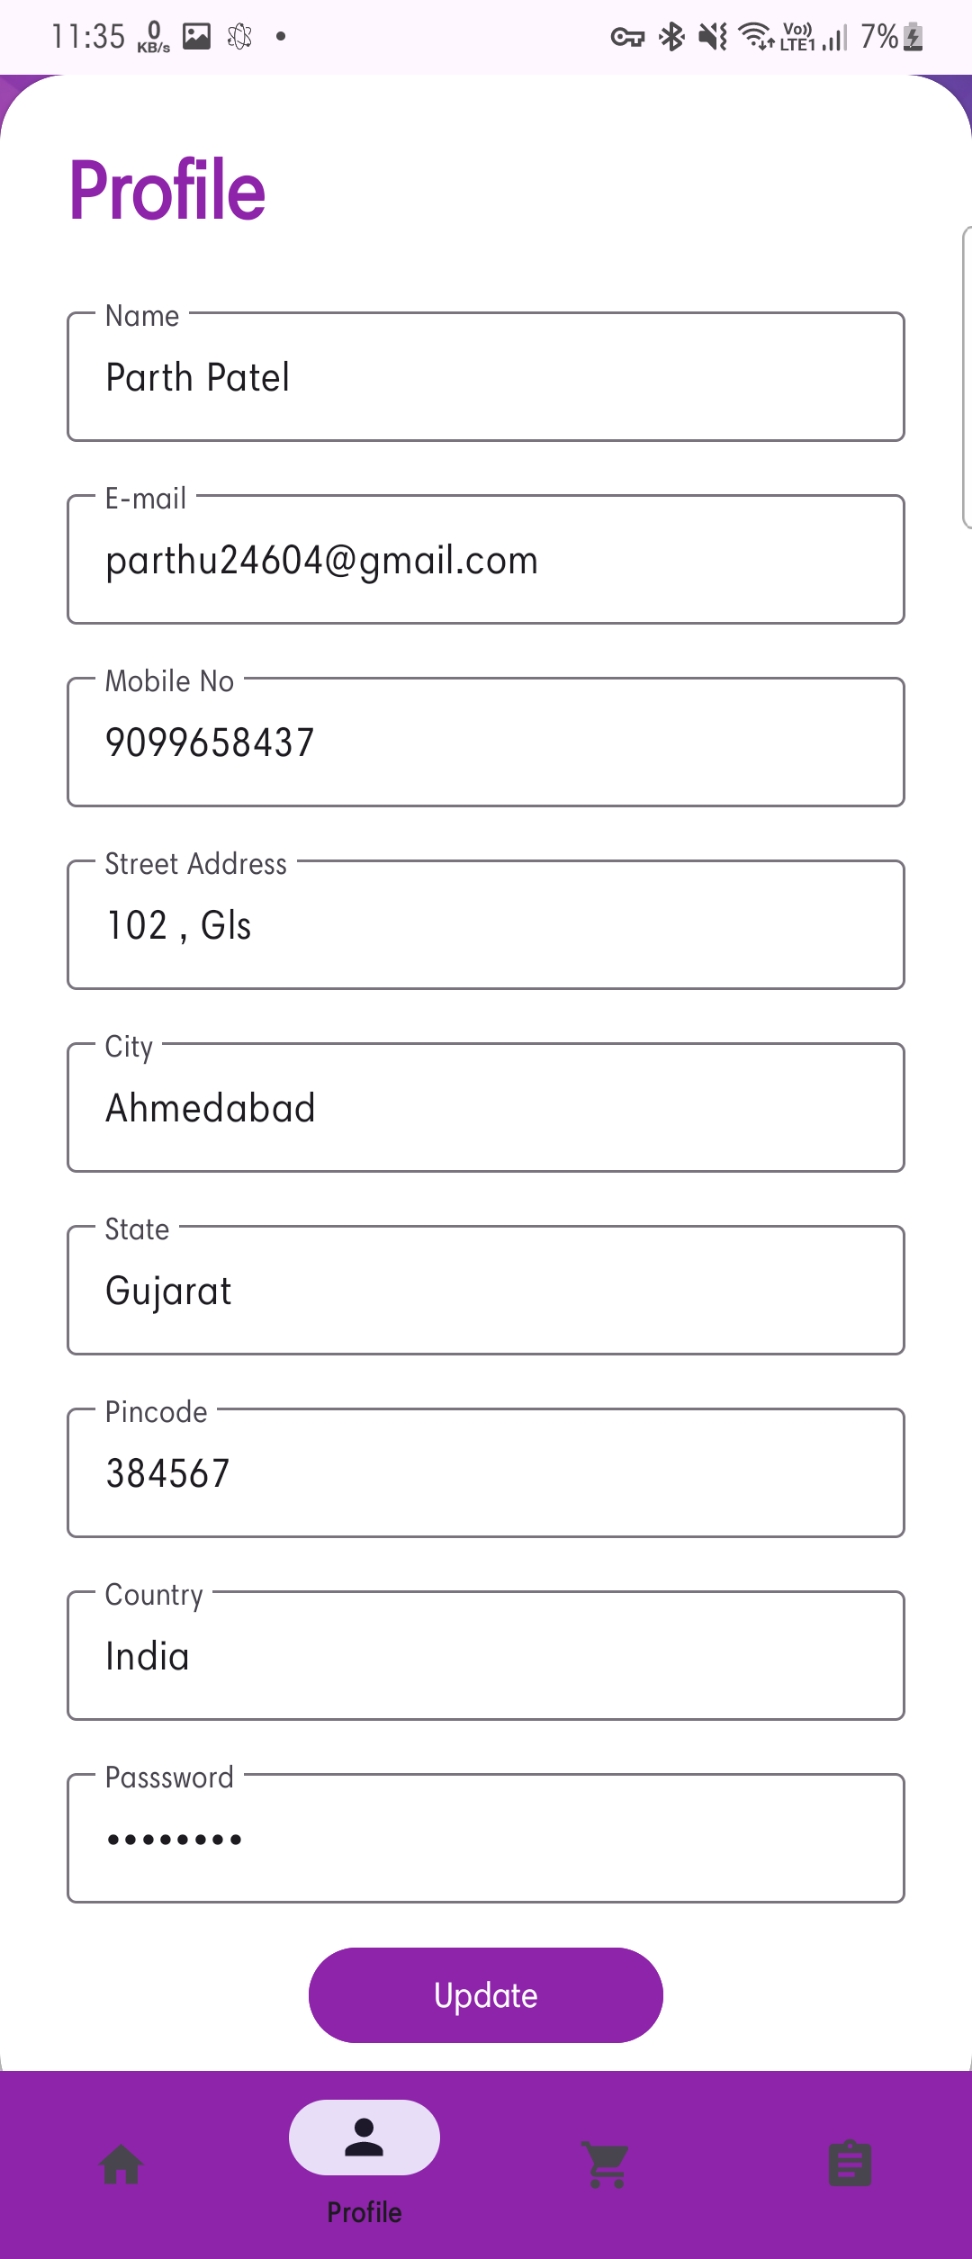 11:35 0 KB/s Vo)) LTE1 7%
Profile
Name
Parth Patel
E-mail
parthu24604@gmail.com
Mobile No
9099658437
Street Address
102 , Gls
City
Ahmedabad
State
Gujarat
Pincode
384567
Country
India
Passsword
••••••••
Update
Profile